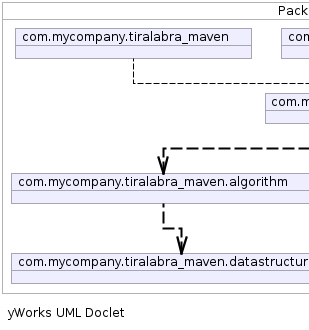 Pack
com.mycompany.tiralabra_maven
com
com.m
com.mycompany.tiralabra_maven.algorithm
com.mycompany.tiralabra_maven.datastructur
yWorks UML Doclet